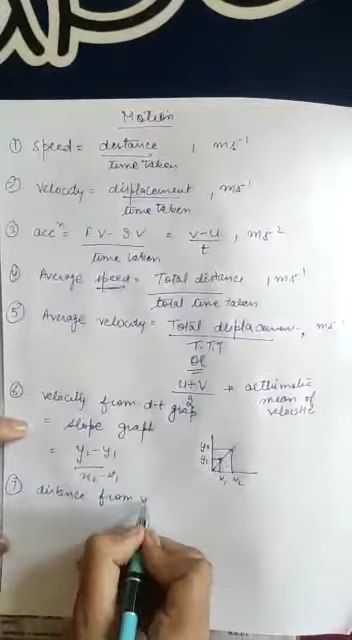 Motion
① Speed = distance / time taken , ms⁻¹
② Velocity = displacement / time taken , ms⁻¹
③ accⁿ = F.V - I.V / time taken = v-u / t , ms⁻²
④ Average speed = Total distance / total time taken , ms⁻¹
⑤ Average velocity = Total displacement / T.T.T , ms⁻¹
OR
u+v / 2 → arithmetic mean of velocities
⑥ velocity from d-t graph
= slope graph
= y₂-y₁ / x₂-x₁
y₂
y₁
x₁ x₂
⑦ distance from v